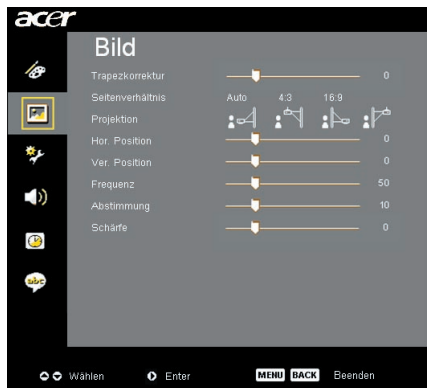 acer
Bild
Trapezkorrektur 0
Seitenverhältnis Auto 4:3 16:9
Projektion
Hor. Position 0
Ver. Position 0
Frequenz 50
Abstimmung 10
Schärfe 0
abc
Wählen Enter MENU BACK Beenden